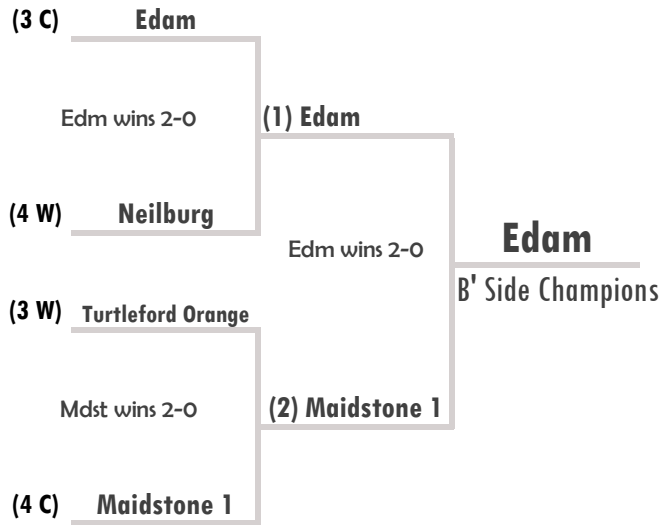 (3 C) Edam
Edm wins 2-0
(1) Edam
(4 W) Neilburg
Edm wins 2-0
Edam
B' Side Champions
(3 W) Turtleford Orange
Mdst wins 2-0
(2) Maidstone 1
(4 C) Maidstone 1